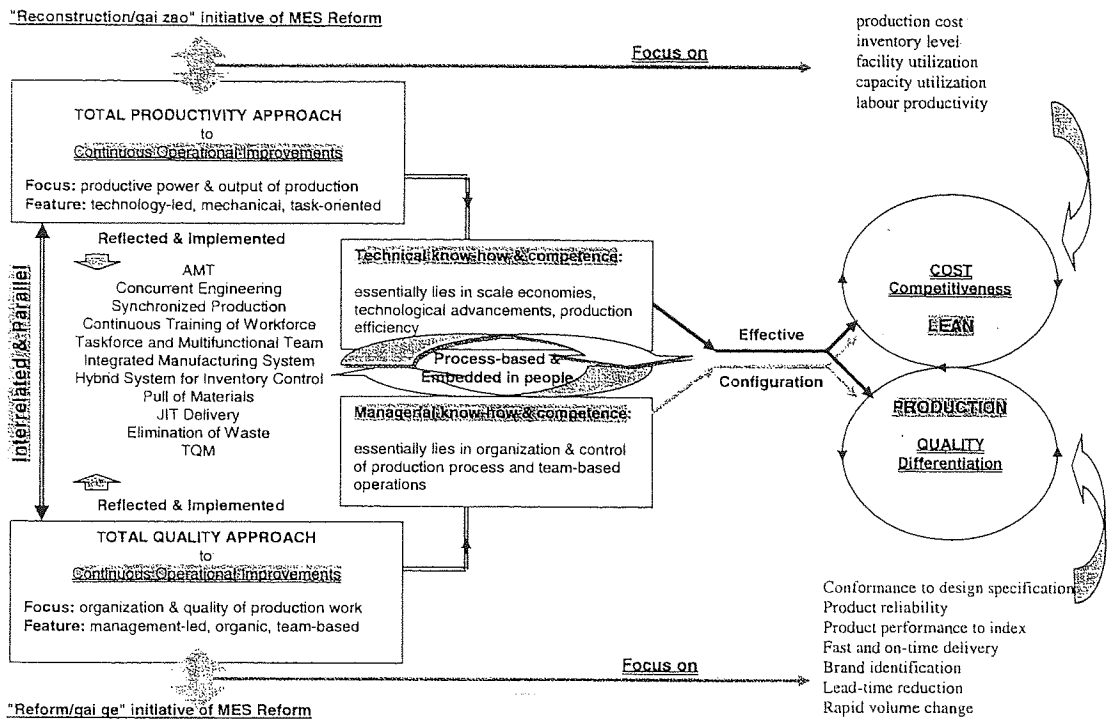 "Reconstruction/gai zao" initiative of MES Reform
Focus on
production cost
inventory level
facility utilization
capacity utilization
labour productivity
TOTAL PRODUCTIVITY APPROACH
to
Continuous Operational Improvements
Focus: productive power & output of production
Feature: technology-led, mechanical, task-oriented
Interrelated & Parallel
Reflected & Implemented
AMT
Concurrent Engineering
Synchronized Production
Continuous Training of Workforce
Taskforce and Multifunctional Team
Integrated Manufacturing System
Hybrid System for Inventory Control
Pull of Materials
JIT Delivery
Elimination of Waste
TQM
Reflected & Implemented
Technical know-how & competence:
essentially lies in scale economies,
technological advancements, production
efficiency
Process-based &
Embedded in people
Managerial know-how & competence:
essentially lies in organization & control
of production process and team-based
operations
Effective
Configuration
COST
Competitiveness
LEAN
PRODUCTION
QUALITY
Differentiation
TOTAL QUALITY APPROACH
to
Continuous Operational Improvements
Focus: organization & quality of production work
Feature: management-led, organic, team-based
Focus on
Conformance to design specification
Product reliability
Product performance to index
Fast and on-time delivery
Brand identification
Lead-time reduction
Rapid volume change
"Reform/gai ge" initiative of MES Reform